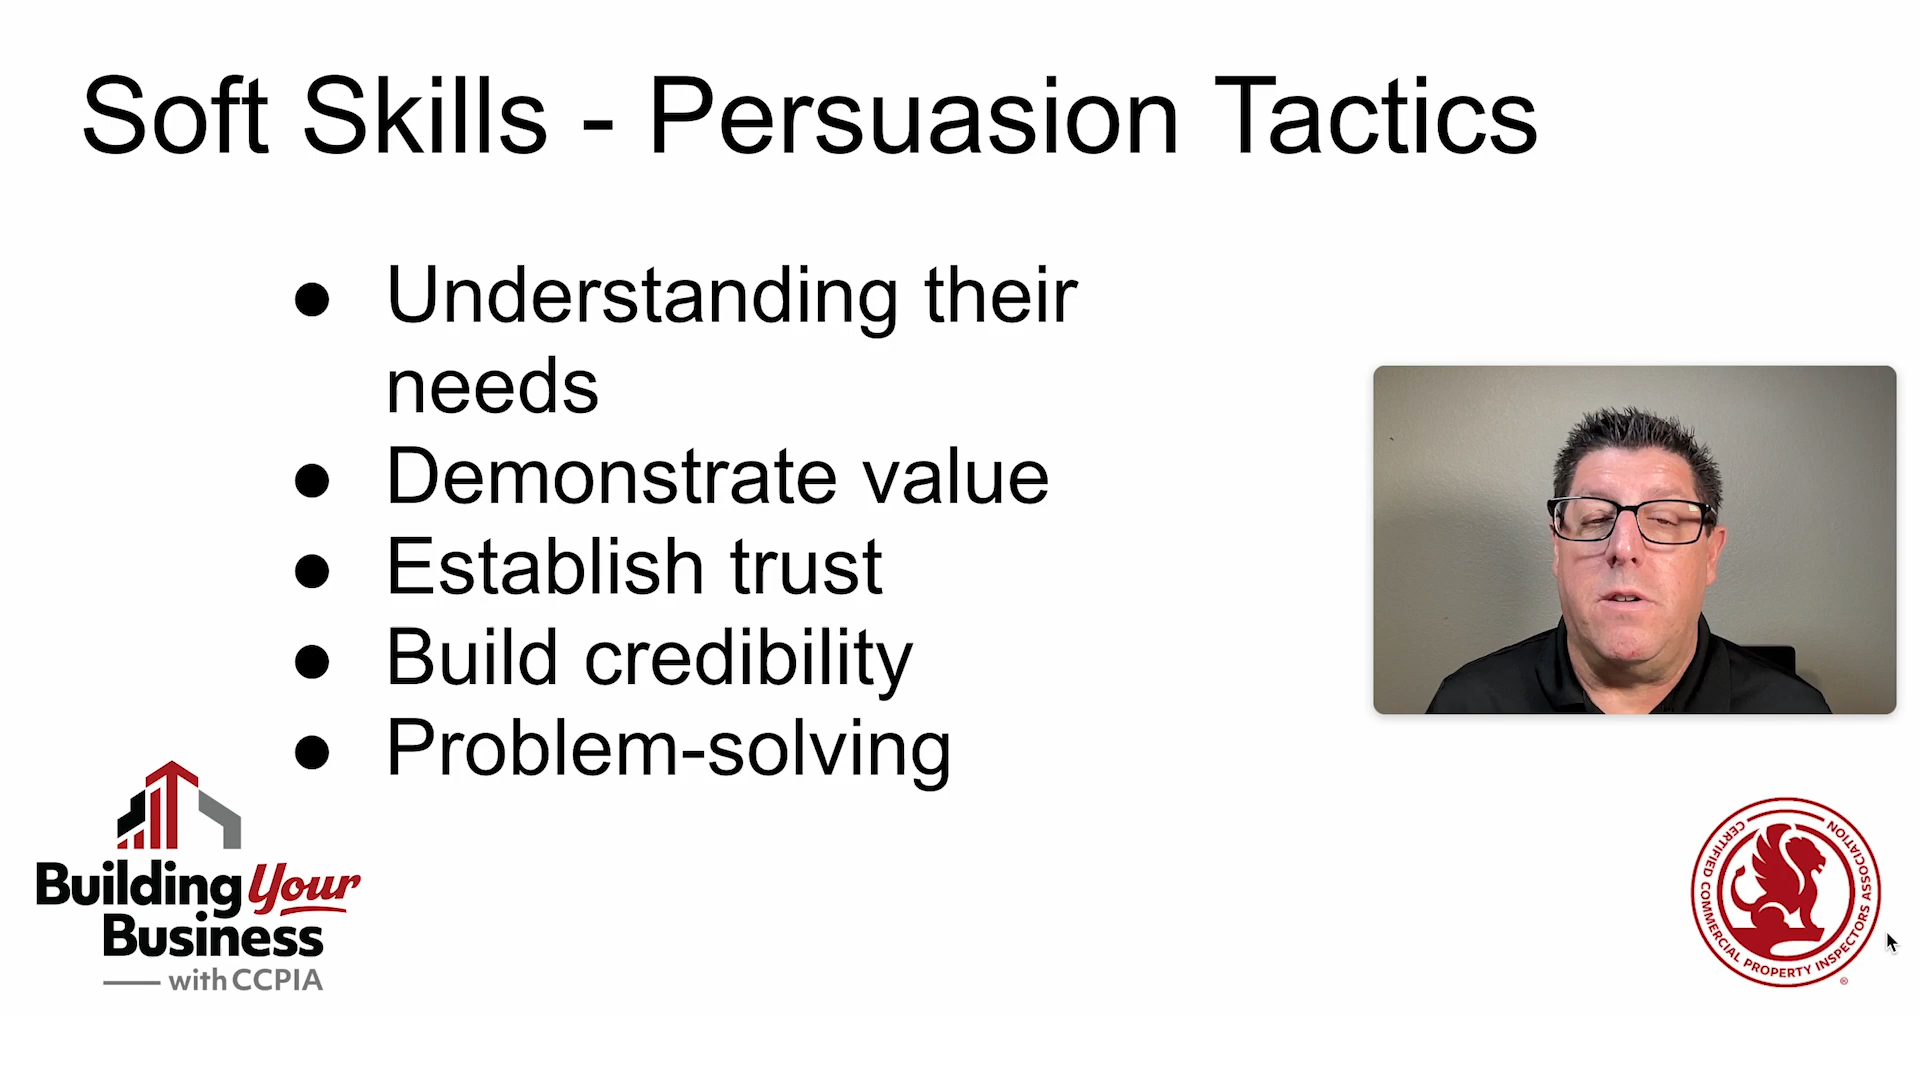 Soft Skills - Persuasion Tactics
● Understanding their
needs
● Demonstrate value
● Establish trust
● Build credibility
● Problem-solving
Building Your
Business
with CCPIA
CERTIFIED COMMERCIAL PROPERTY INSPECTORS ASSOCIATION
®